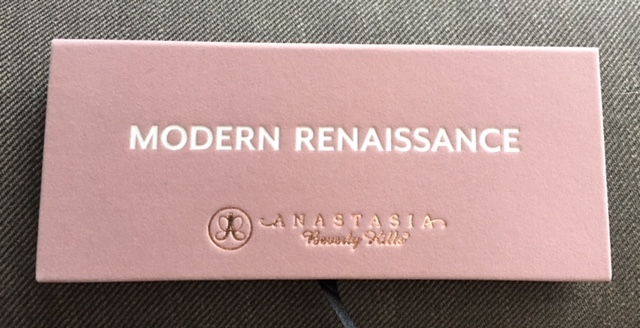 MODERN RENAISSANCE
ANASTASIA
Beverly Hills